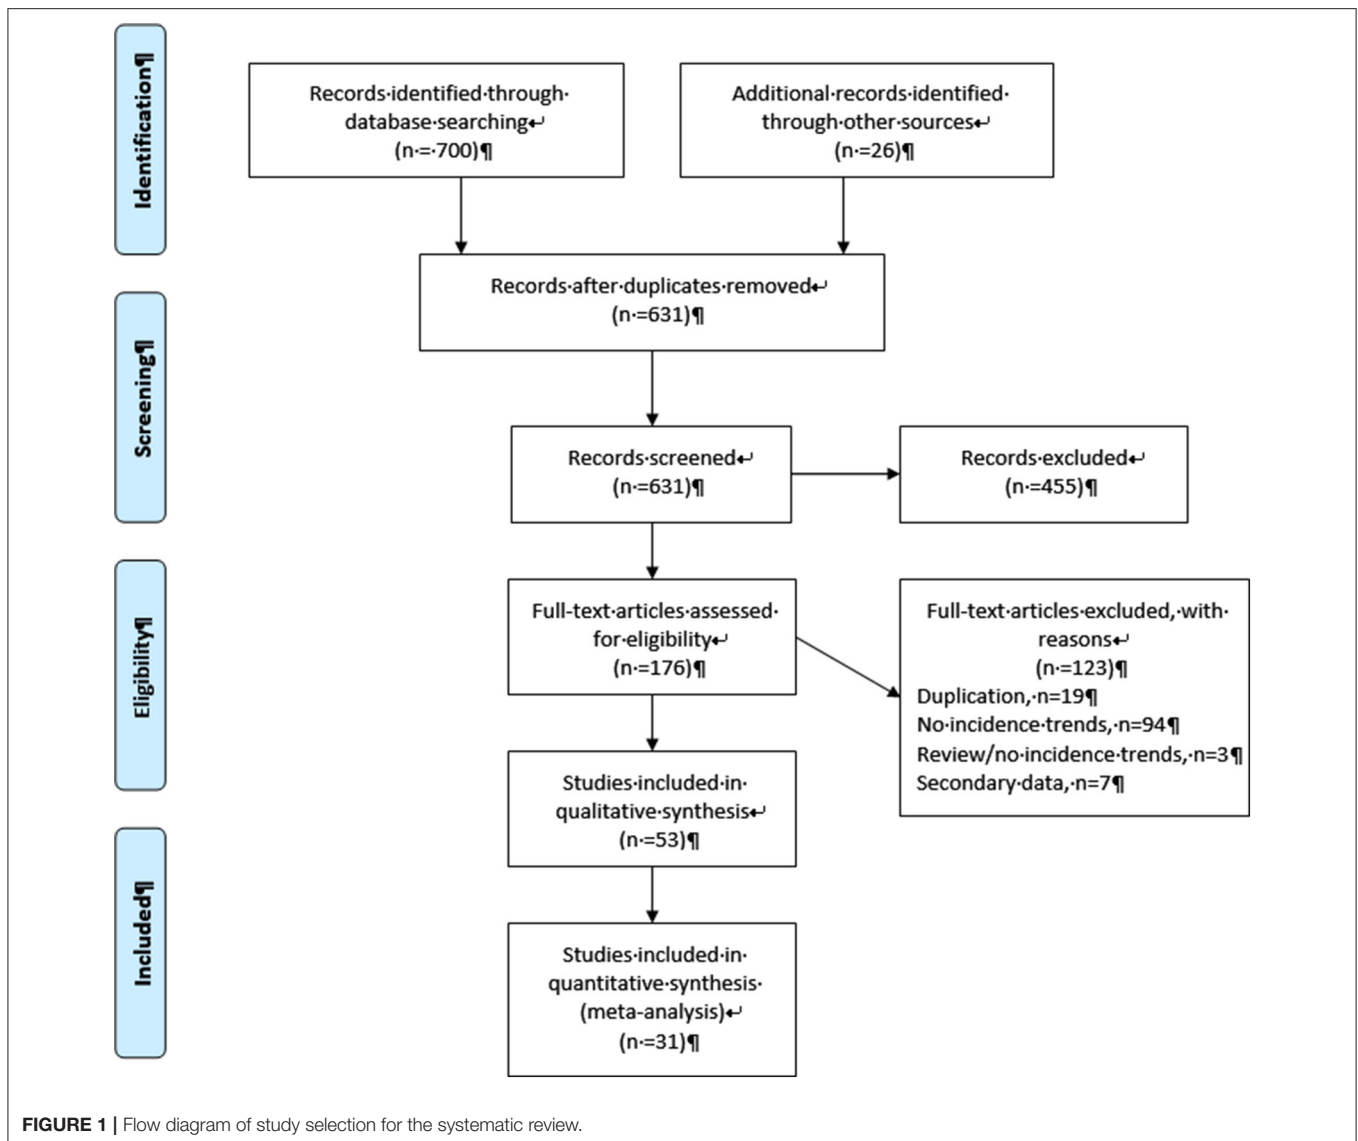 Identification¶
Records·identified·through·
database·searching↵
(n·=·700)¶
Additional·records·identified·
through·other·sources↵
(n·=26)¶
Records·after·duplicates·removed↵
(n·=631)¶
Screening¶
Records·screened↵
(n·=631)¶
Records·excluded↵
(n·=455)¶
Eligibility¶
Full-text·articles·assessed·
for·eligibility↵
(n·=176)¶
Full-text·articles·excluded,·with·
reasons↵
(n·=123)¶
Duplication,·n=19¶
No·incidence·trends,·n=94¶
Review/no·incidence·trends,·n=3¶
Secondary·data,·n=7¶
Studies·included·in·
qualitative·synthesis↵
(n·=53)¶
Included¶
Studies·included·in·
quantitative·synthesis·
(meta-analysis)↵
(n·=31)¶
FIGURE 1 | Flow diagram of study selection for the systematic review.